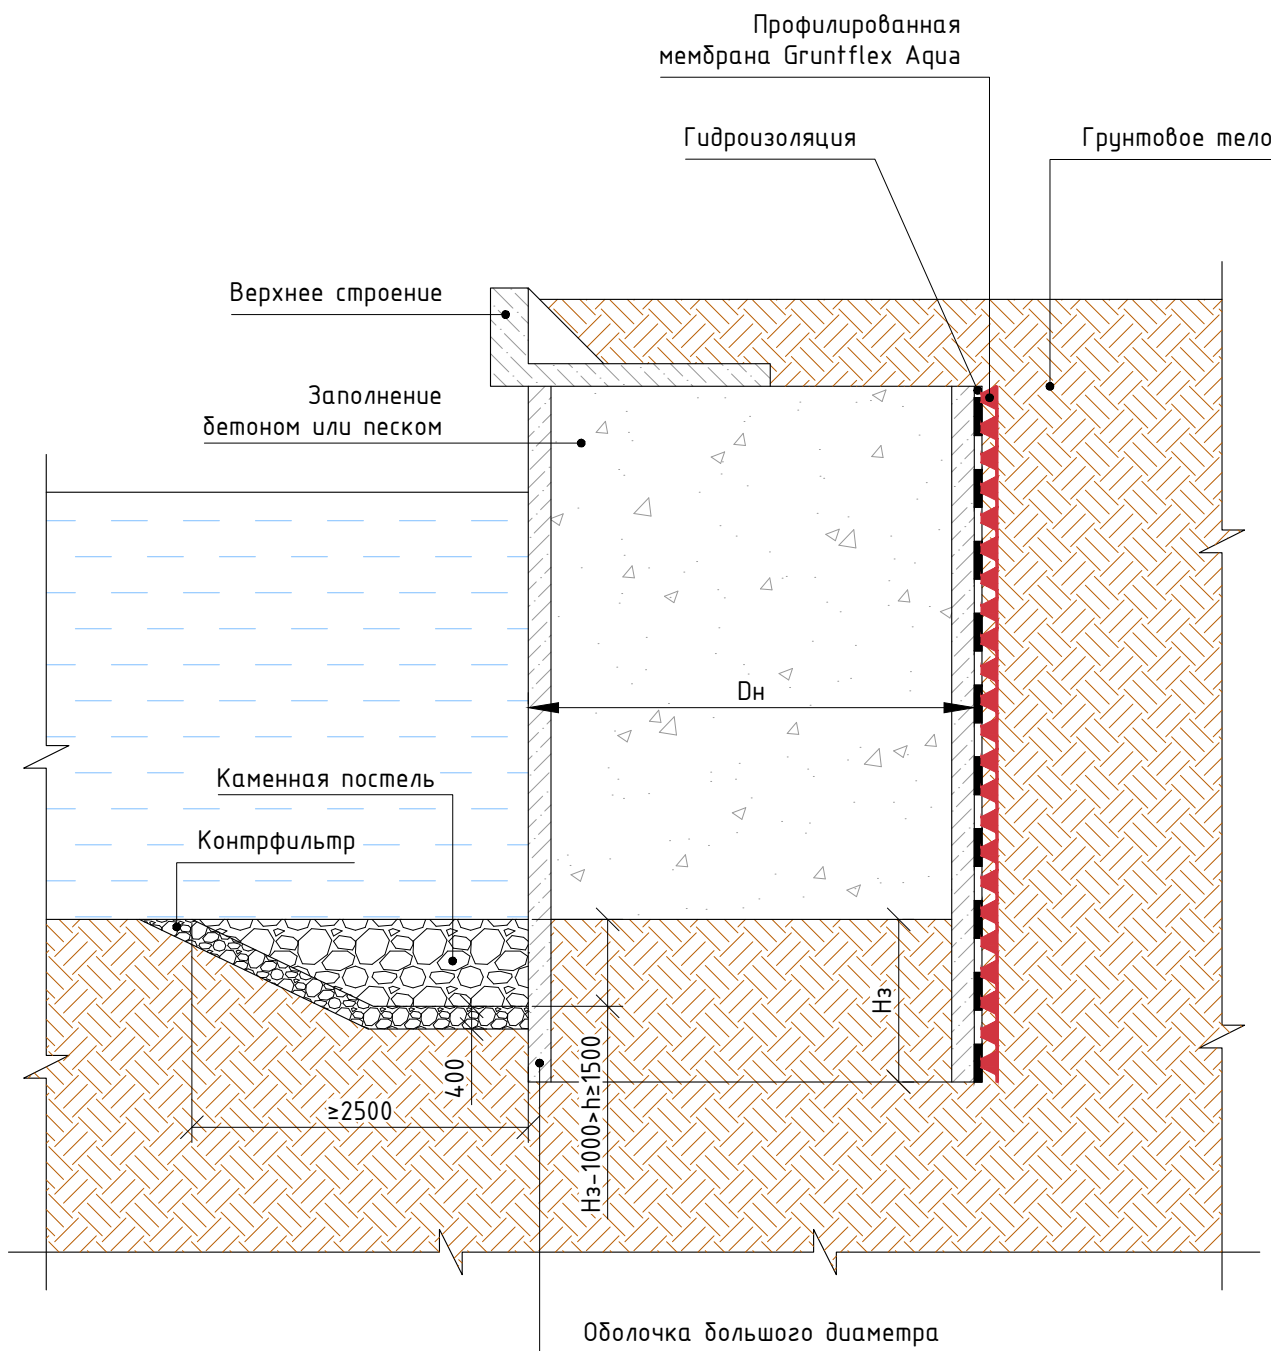 Профилированная
мембрана Gruntflex Aqua
Гидроизоляция
Грунтовое тело
Верхнее строение
Заполнение
бетоном или песком
Dн
Каменная постель
Контрфильтр
Hз
400
≥2500
Hз-1000>h≥1500
Оболочка большого диаметра